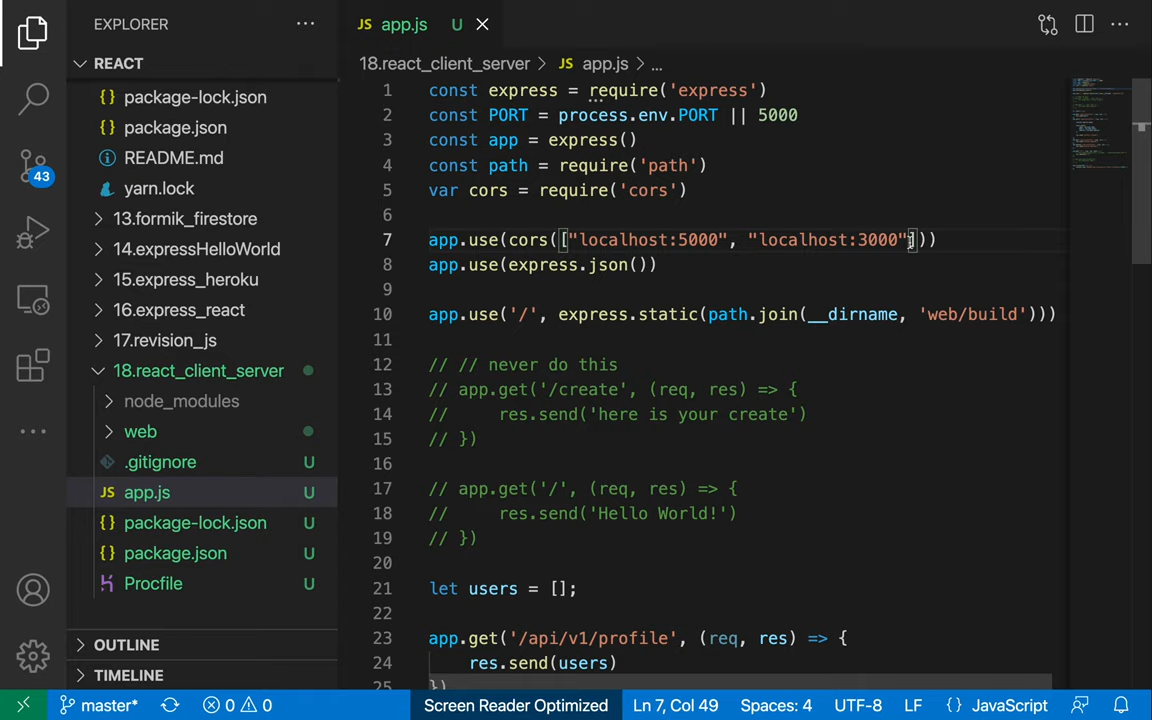 EXPLORER
REACT
package-lock.json
package.json
README.md
yarn.lock
13.formik_firestore
14.expressHelloWorld
15.express_heroku
16.express_react
17.revision_js
18.react_client_server
node_modules
web
.gitignore U
JS app.js U
package-lock.json U
package.json U
Procfile U
OUTLINE
TIMELINE
43
JS app.js U
18.react_client_server > JS app.js > ...
1 const express = require('express')
2 const PORT = process.env.PORT || 5000
3 const app = express()
4 const path = require('path')
5 var cors = require('cors')
6
7 app.use(cors(["localhost:5000", "localhost:3000"]))
8 app.use(express.json())
9
10 app.use('/', express.static(path.join(__dirname, 'web/build')))
11
12 // // never do this
13 // app.get('/create', (req, res) => {
14 //     res.send('here is your create')
15 // })
16
17 // app.get('/', (req, res) => {
18 //     res.send('Hello World!')
19 // })
20
21 let users = [];
22
23 app.get('/api/v1/profile', (req, res) => {
24     res.send(users)
25 })
master* 0 0 Screen Reader Optimized Ln 7, Col 49 Spaces: 4 UTF-8 LF {} JavaScript